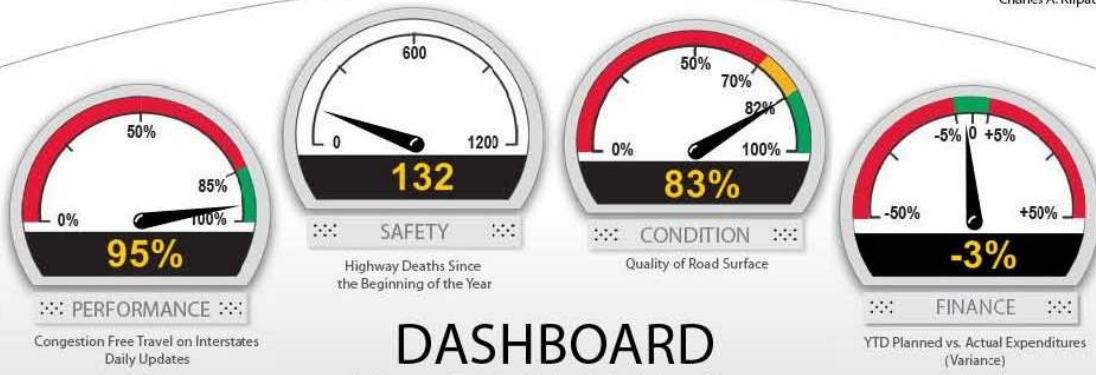 Charles A.
50%
85%
0%
100%
95%
PERFORMANCE
Congestion Free Travel on Interstates
Daily Updates
600
0
1200
132
SAFETY
Highway Deaths Since
the Beginning of the Year
50%
70%
82%
0%
100%
83%
CONDITION
Quality of Road Surface
-5% 0 +5%
-50%
+50%
-3%
FINANCE
YTD Planned vs. Actual Expenditures
(Variance)
DASHBOARD